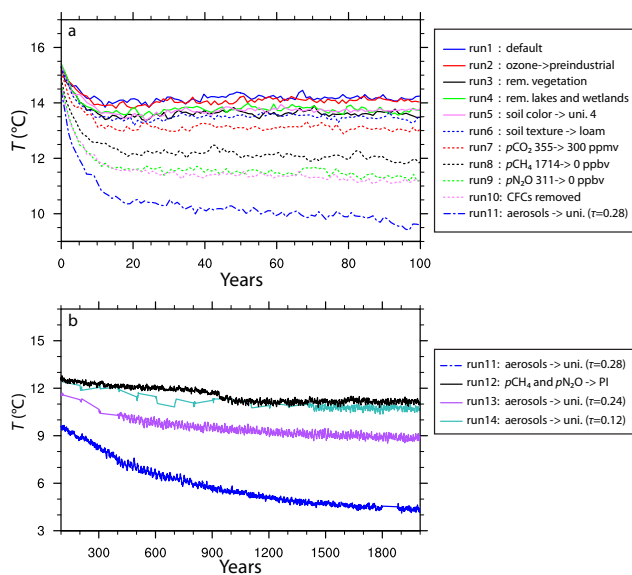 a
16
14
12
10
T (°C)
0 20 40 60 80 100
Years
run1 : default
run2 : ozone->preindustrial
run3 : rem. vegetation
run4 : rem. lakes and wetlands
run5 : soil color -> uni. 4
run6 : soil texture -> loam
run7 : pCO₂ 355-> 300 ppmv
run8 : pCH₄ 1714-> 0 ppbv
run9 : pN₂O 311-> 0 ppbv
run10: CFCs removed
run11: aerosols -> uni. (τ=0.28)
b
15
12
9
6
3
T (°C)
300 600 900 1200 1500 1800
Years
run11: aerosols -> uni. (τ=0.28)
run12: pCH₄ and pN₂O -> PI
run13: aerosols -> uni. (τ=0.24)
run14: aerosols -> uni. (τ=0.12)